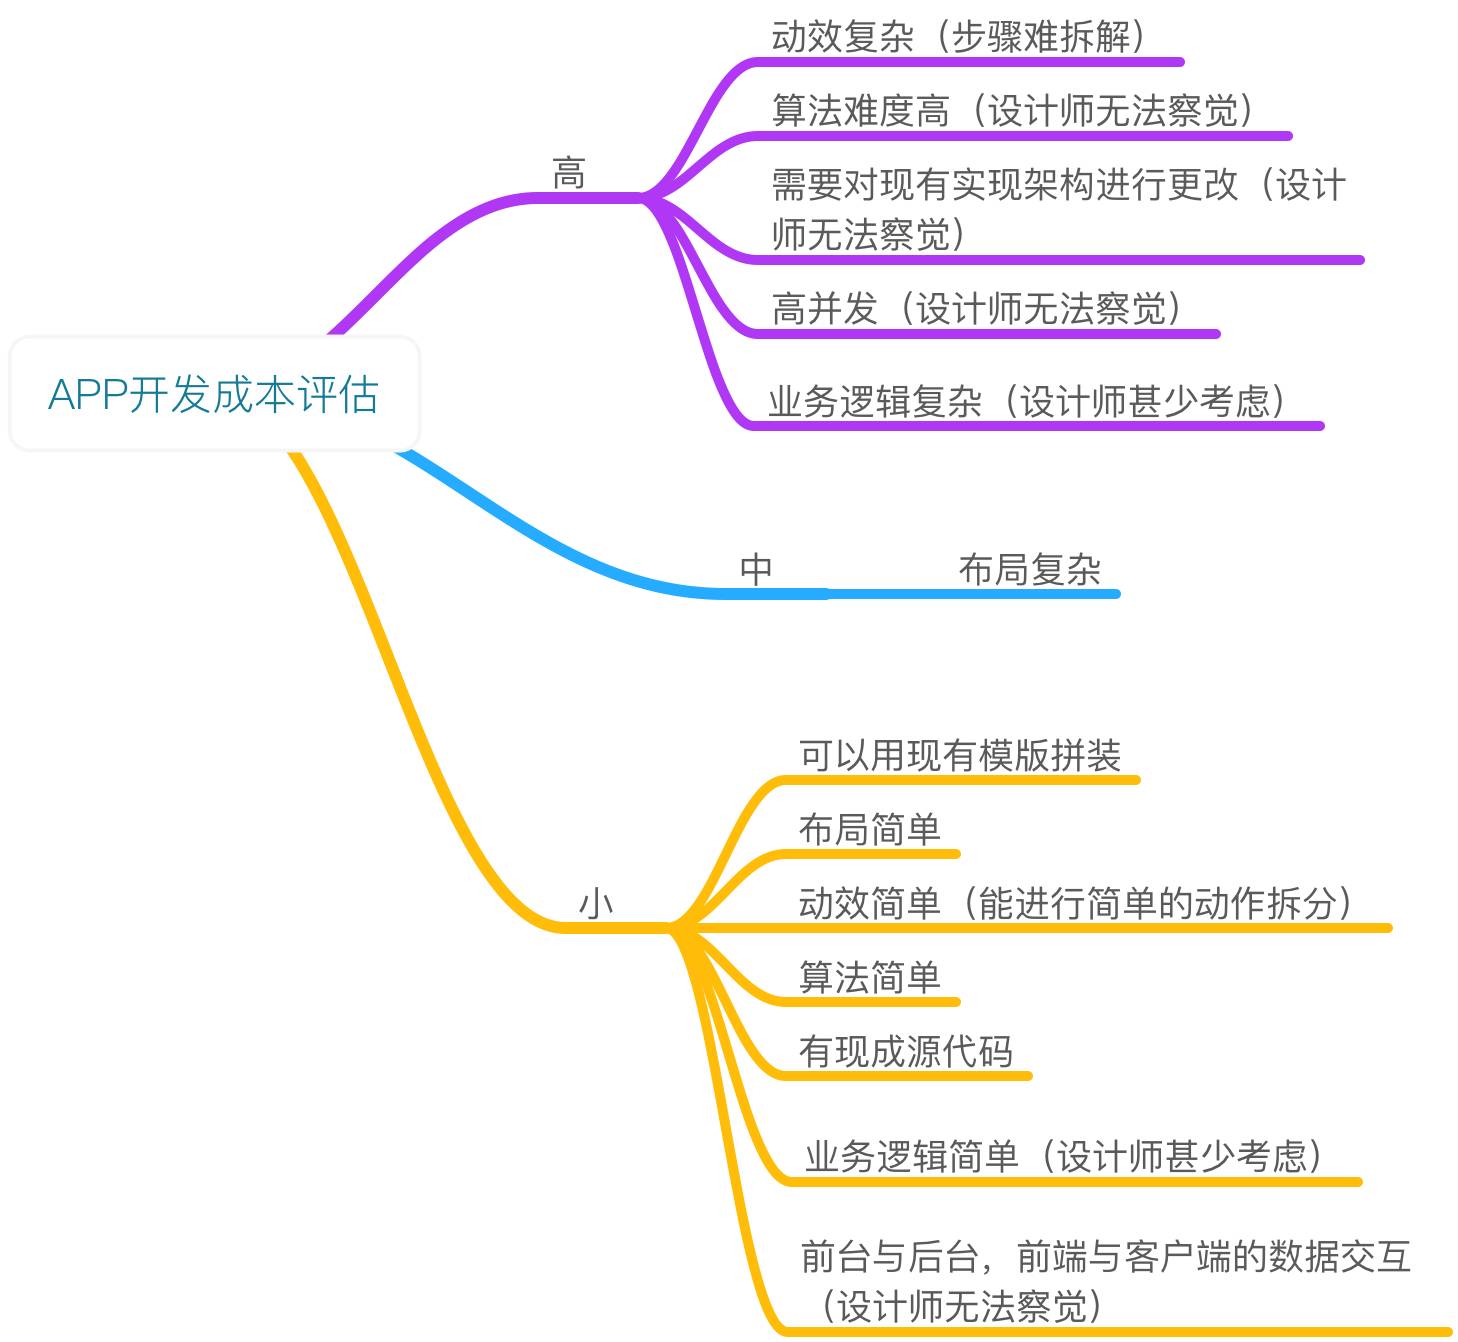 APP开发成本评估
高
动效复杂（步骤难拆解）
算法难度高（设计师无法察觉）
需要对现有实现架构进行更改（设计
师无法察觉）
高并发（设计师无法察觉）
业务逻辑复杂（设计师甚少考虑）
中
布局复杂
小
可以用现有模版拼装
布局简单
动效简单（能进行简单的动作拆分）
算法简单
有现成源代码
业务逻辑简单（设计师甚少考虑）
前台与后台，前端与客户端的数据交互
（设计师无法察觉）